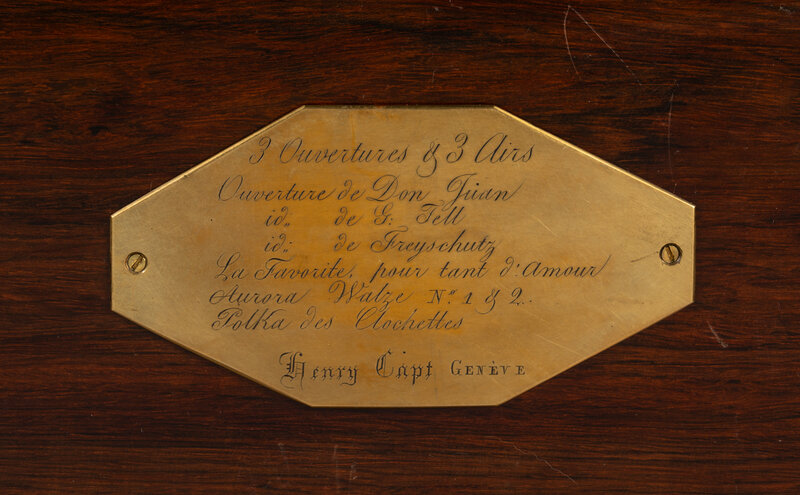 3 Ouvertures & 3 Airs
Ouverture de Don Jüan
id.. de G: Tell
id.: de Freyschutz
La Favorite, pour tant d'Amour
Aurora Walze No. 1 & 2..
Polka des Clochettes
Henry Capt GENÈVE